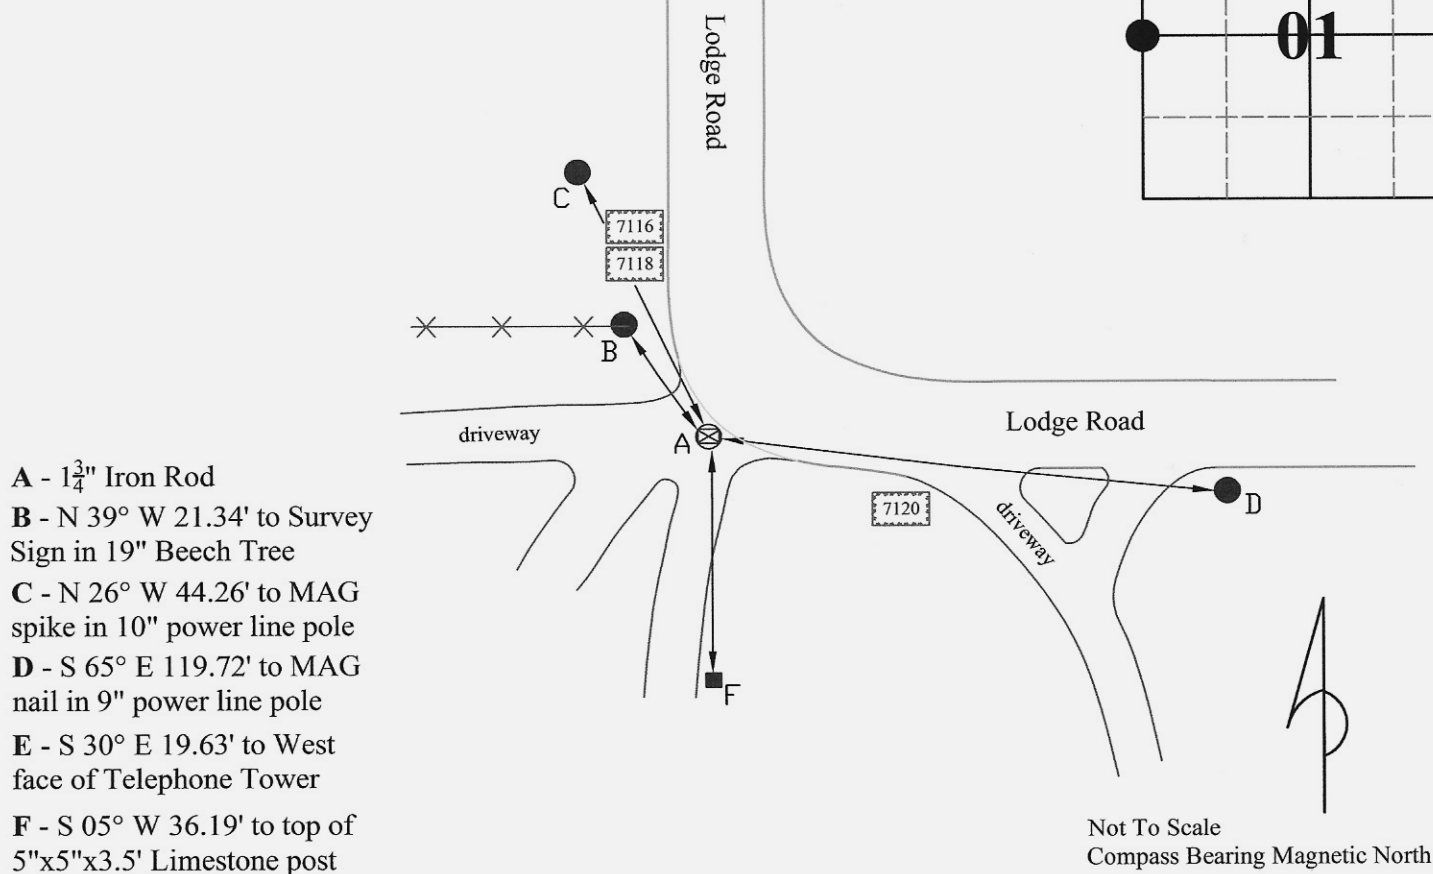 Lodge Road
01
C
7116
7118
B
A
driveway
Lodge Road
D
7120
driveway
F
A - 1 3/4" Iron Rod
B - N 39° W 21.34' to Survey
Sign in 19" Beech Tree
C - N 26° W 44.26' to MAG
spike in 10" power line pole
D - S 65° E 119.72' to MAG
nail in 9" power line pole
E - S 30° E 19.63' to West
face of Telephone Tower
F - S 05° W 36.19' to top of
5"x5"x3.5' Limestone post
Not To Scale
Compass Bearing Magnetic North